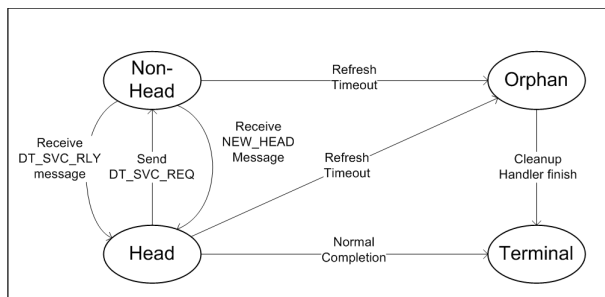 Non-
Head
Refresh
Timeout
Orphan
Receive
DT_SVC_RLY
message
Send
DT_SVC_REQ
Receive
NEW_HEAD
Message
Refresh
Timeout
Cleanup
Handler finish
Head
Normal
Completion
Terminal